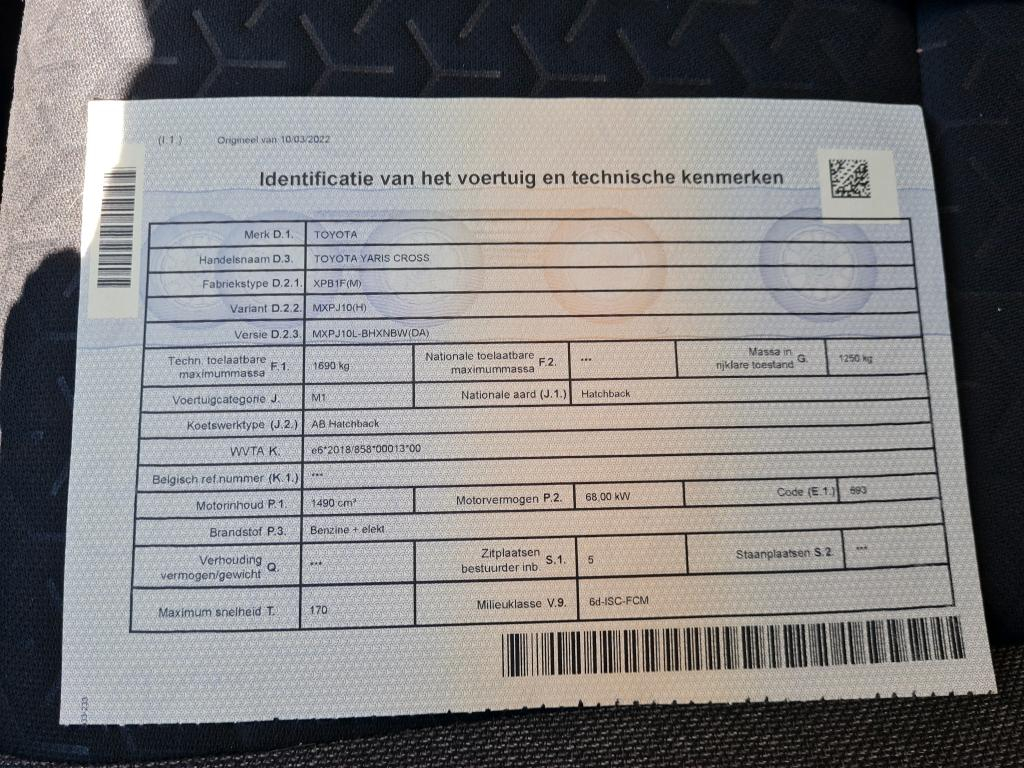 (I.1.) Origineel van 10/03/2022
Identificatie van het voertuig en technische kenmerken
Merk D.1. TOYOTA
Handelsnaam D.3. TOYOTA YARIS CROSS
Fabriekstype D.2.1. XPB1F(M)
Variant D.2.2. MXPJ10(H)
Versie D.2.3. MXPJ10L-BHXNBW(DA)
Techn. toelaatbare maximummassa F.1. 1690 kg Nationale toelaatbare maximummassa F.2. *** Massa in rijklare toestand G. 1250 kg
Voertuigcategorie J. M1 Nationale aard (J.1.) Hatchback
Koetswerktype (J.2.) AB Hatchback
WVTA K. e6*2018/858*00013*00
Belgisch ref.nummer (K.1.) ***
Motorinhoud P.1. 1490 cm³ Motorvermogen P.2. 68,00 kW Code (E.1.) 693
Brandstof P.3. Benzine + elekt
Verhouding vermogen/gewicht Q. *** Zitplaatsen bestuurder inb. S.1. 5 Staanplaatsen S.2. ***
Maximum snelheid T. 170 Milieuklasse V.9. 6d-ISC-FCM